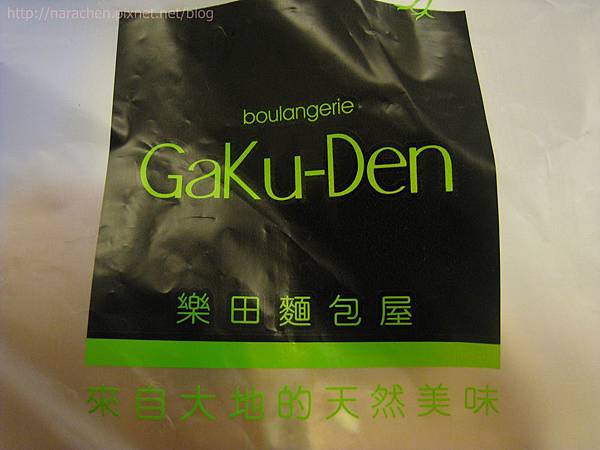 http://narachen.pixnet.net/blog
boulangerie
GaKu-Den
樂田麵包屋
來自大地的天然美味